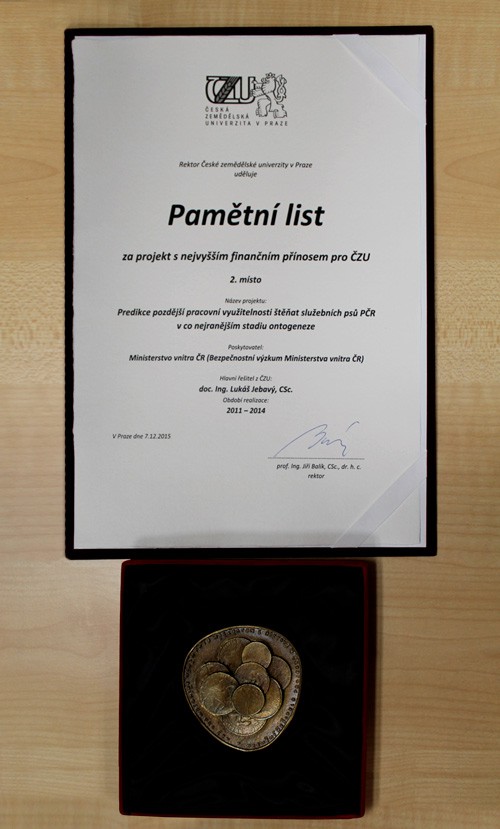 ČZU
ČESKÁ
ZEMĚDĚLSKÁ
UNIVERZITA V PRAZE
Rektor České zemědělské univerzity v Praze
uděluje
Pamětní list
za projekt s nejvyšším finančním přínosem pro ČZU
2. místo
Název projektu:
Predikce pozdější pracovní využitelnosti štěňat služebních psů PČR
v co nejranějším stadiu ontogeneze
Poskytovatel:
Ministerstvo vnitra ČR (Bezpečnostní výzkum Ministerstva vnitra ČR)
Hlavní řešitel z ČZU:
doc. Ing. Lukáš Jebavý, CSc.
Období realizace:
2011 – 2014
V Praze dne 7.12.2015
prof. Ing. Jiří Balík, CSc., dr. h. c.
rektor